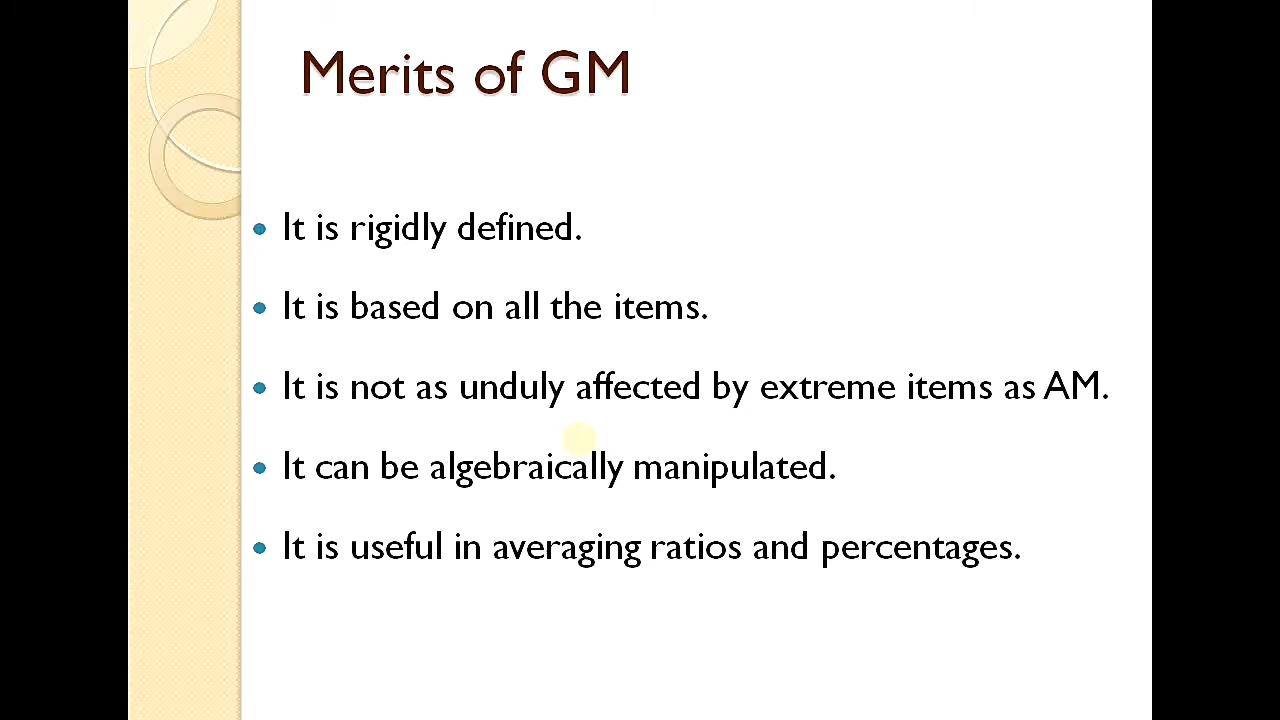 Merits of GM
• It is rigidly defined.
• It is based on all the items.
• It is not as unduly affected by extreme items as AM.
• It can be algebraically manipulated.
• It is useful in averaging ratios and percentages.